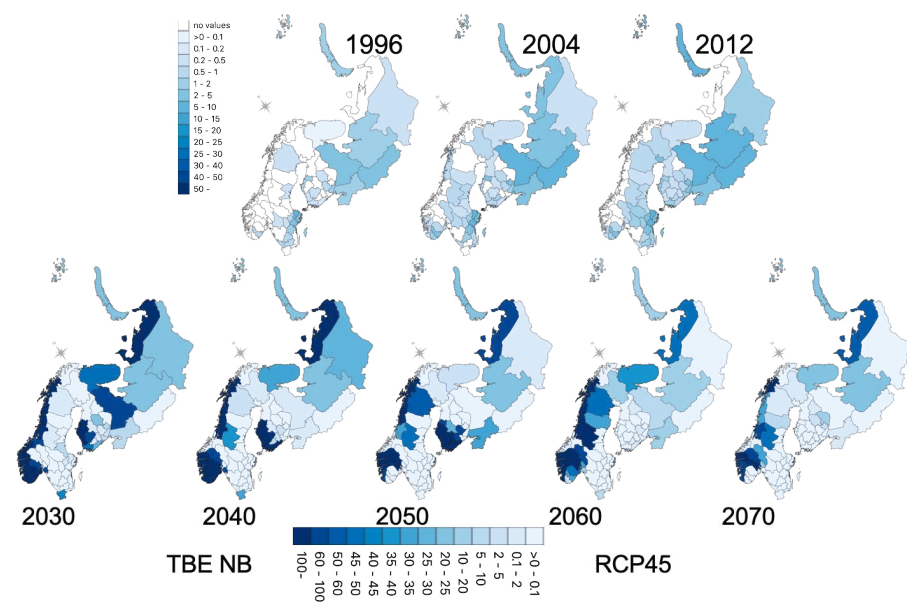 no values
>0 - 0.1
0.1 - 0.2
0.2 - 0.5
0.5 - 1
1 - 2
2 - 5
5 - 10
10 - 15
15 - 20
20 - 25
25 - 30
30 - 40
40 - 50
50 -
1996
2004
2012
2030
2040
2050
2060
2070
TBE NB
100-
60 - 100
50 - 60
45 - 50
40 - 45
35 - 40
30 - 35
25 - 30
20 - 25
10 - 20
5 - 10
2 - 5
0.1 - 2
>0 - 0.1
RCP45